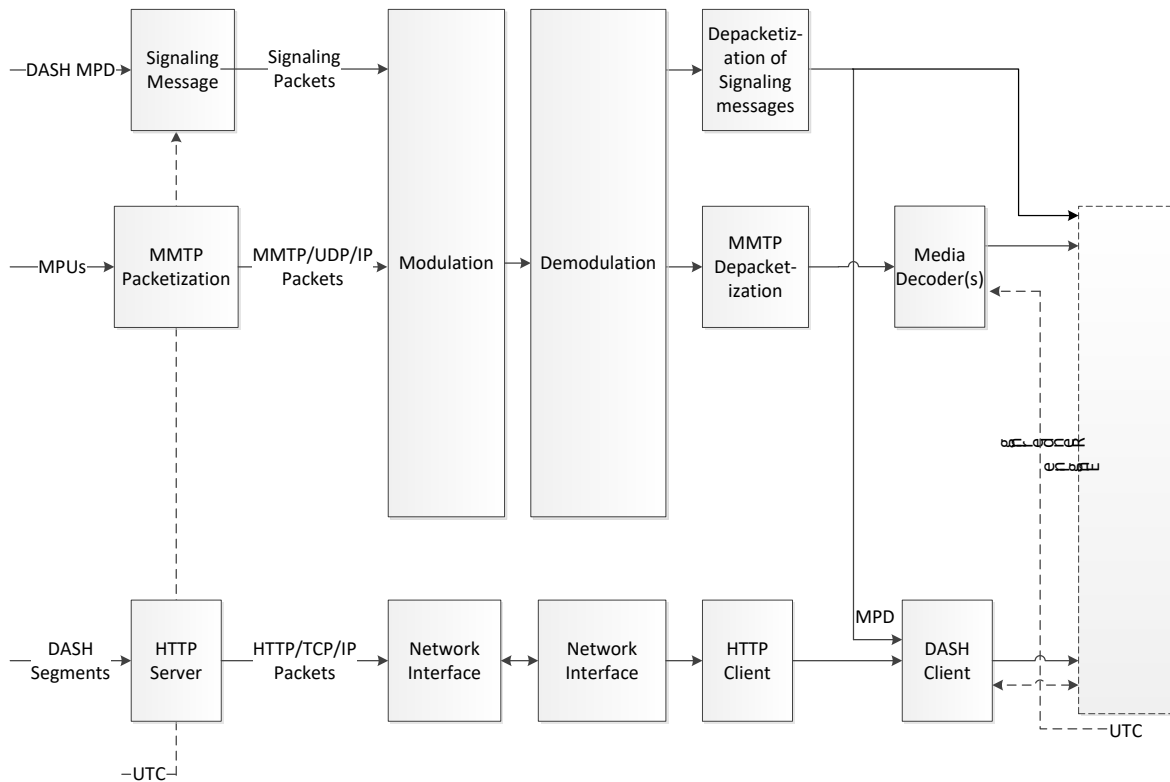 DASH MPD
Signaling
Message
Signaling
Packets
Depacketiz-
ization of
Signaling
messages
MPUs
MMTP
Packetization
MMTP/UDP/IP
Packets
Modulation
Demodulation
MMTP
Depacket-
ization
Media
Decoder(s)
MPD
DASH
Segments
HTTP
Server
HTTP/TCP/IP
Packets
Network
Interface
Network
Interface
HTTP
Client
DASH
Client
UTC
UTC